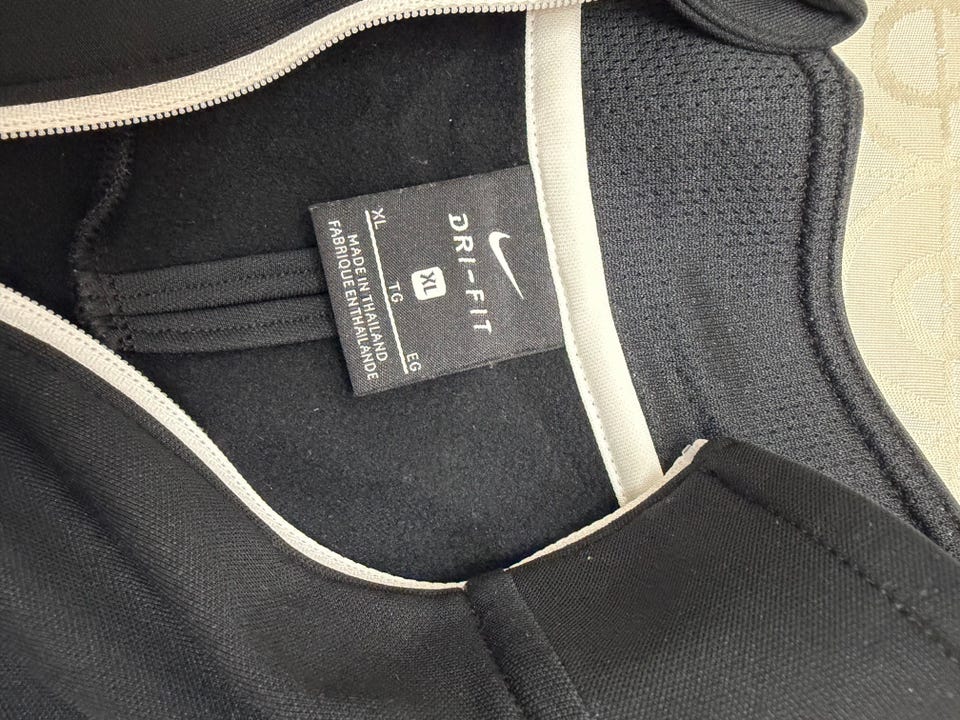 DRI-FIT
XL
XL TG EG
MADE IN THAILAND
FABRIQUE EN THAILANDE